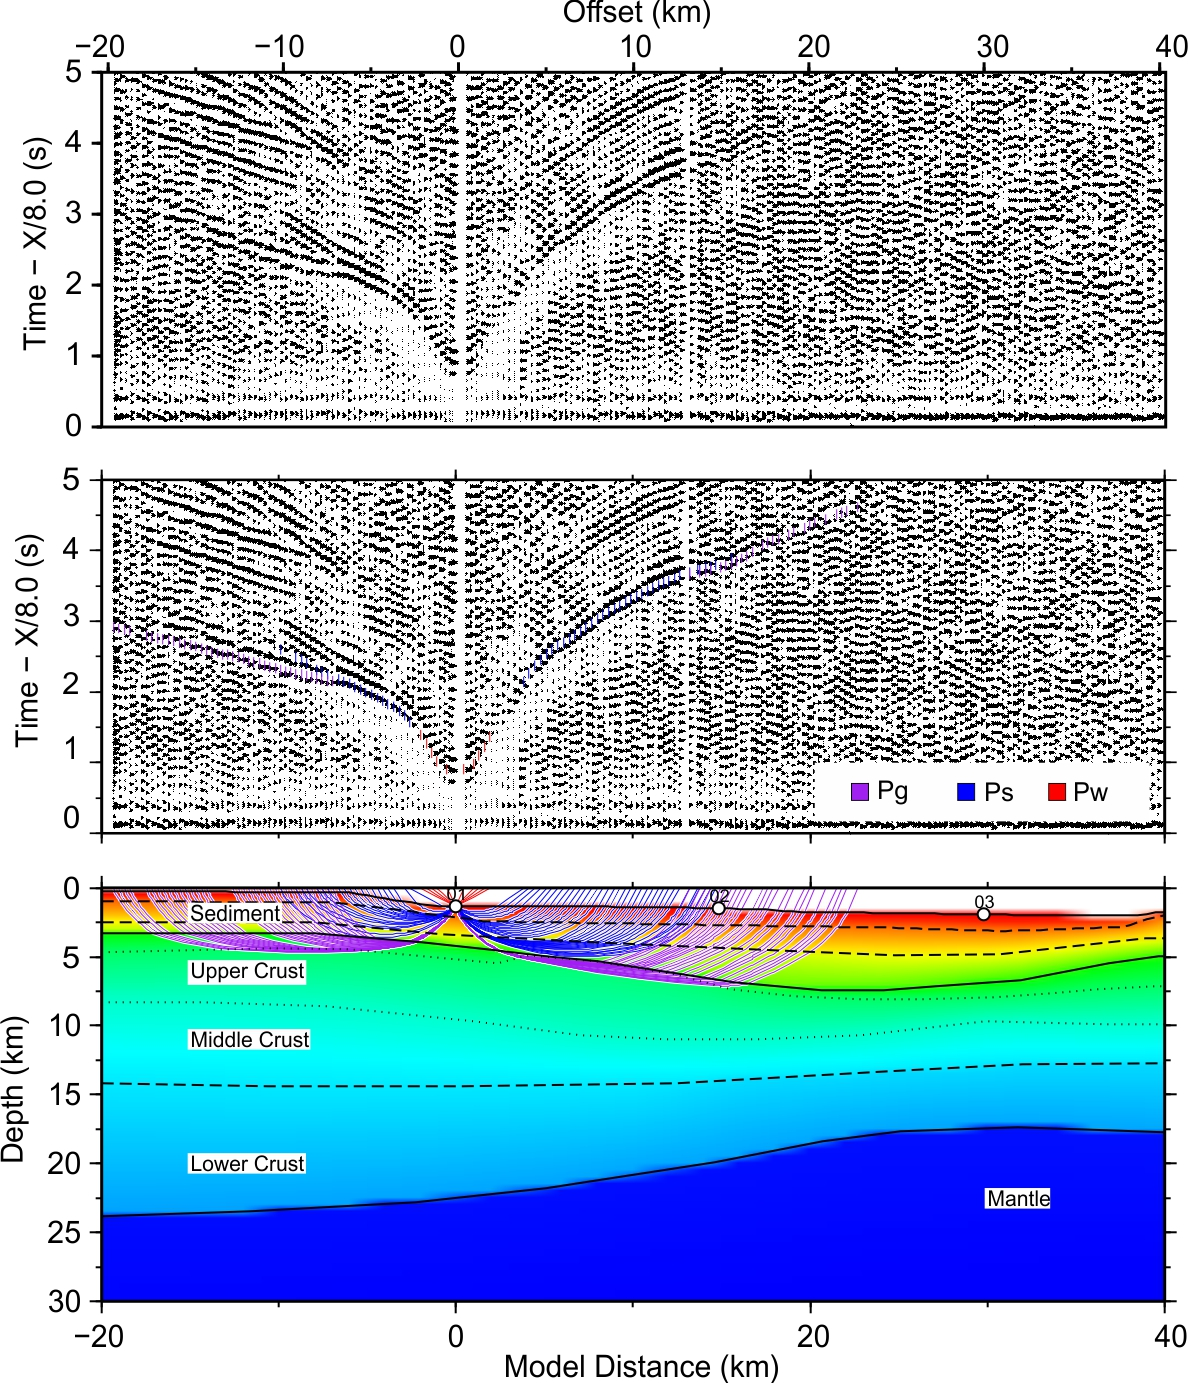 Offset (km)
−20 −10 0 10 20 30 40
5
4
3
2
1
0
Time − X/8.0 (s)
5
4
3
2
1
0
Time − X/8.0 (s)
Pg Ps Pw
0
5
10
15
20
25
30
Depth (km)
01 02 03
Sediment
Upper Crust
Middle Crust
Lower Crust
Mantle
−20 0 20 40
Model Distance (km)